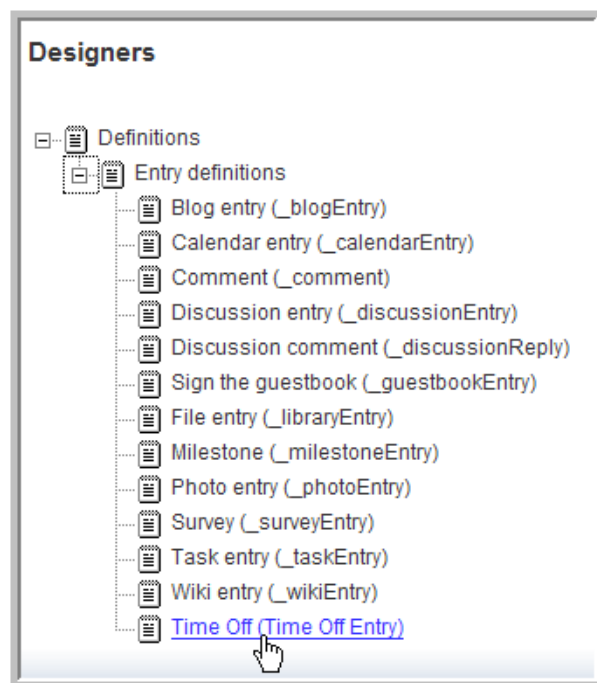 Designers
Definitions
Entry definitions
Blog entry (_blogEntry)
Calendar entry (_calendarEntry)
Comment (_comment)
Discussion entry (_discussionEntry)
Discussion comment (_discussionReply)
Sign the guestbook (_guestbookEntry)
File entry (_libraryEntry)
Milestone (_milestoneEntry)
Photo entry (_photoEntry)
Survey (_surveyEntry)
Task entry (_taskEntry)
Wiki entry (_wikiEntry)
Time Off (Time Off Entry)